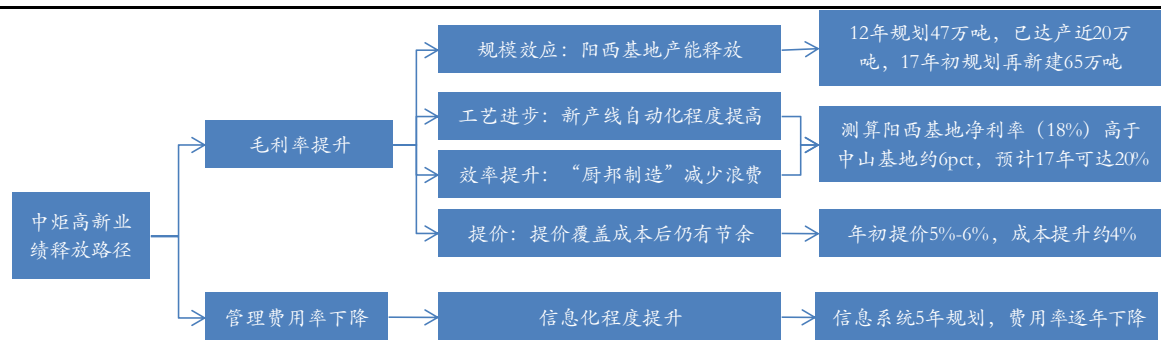 中炬高新业
绩释放路径
毛利率提升
规模效应：阳西基地产能释放
12年规划47万吨，已达产近20万
吨，17年初规划再新建65万吨
工艺进步：新产线自动化程度提高
效率提升：“厨邦制造”减少浪费
测算阳西基地净利率（18%）高于
中山基地约6pct，预计17年可达20%
提价：提价覆盖成本后仍有节余
年初提价5%-6%，成本提升约4%
管理费用率下降
信息化程度提升
信息系统5年规划，费用率逐年下降